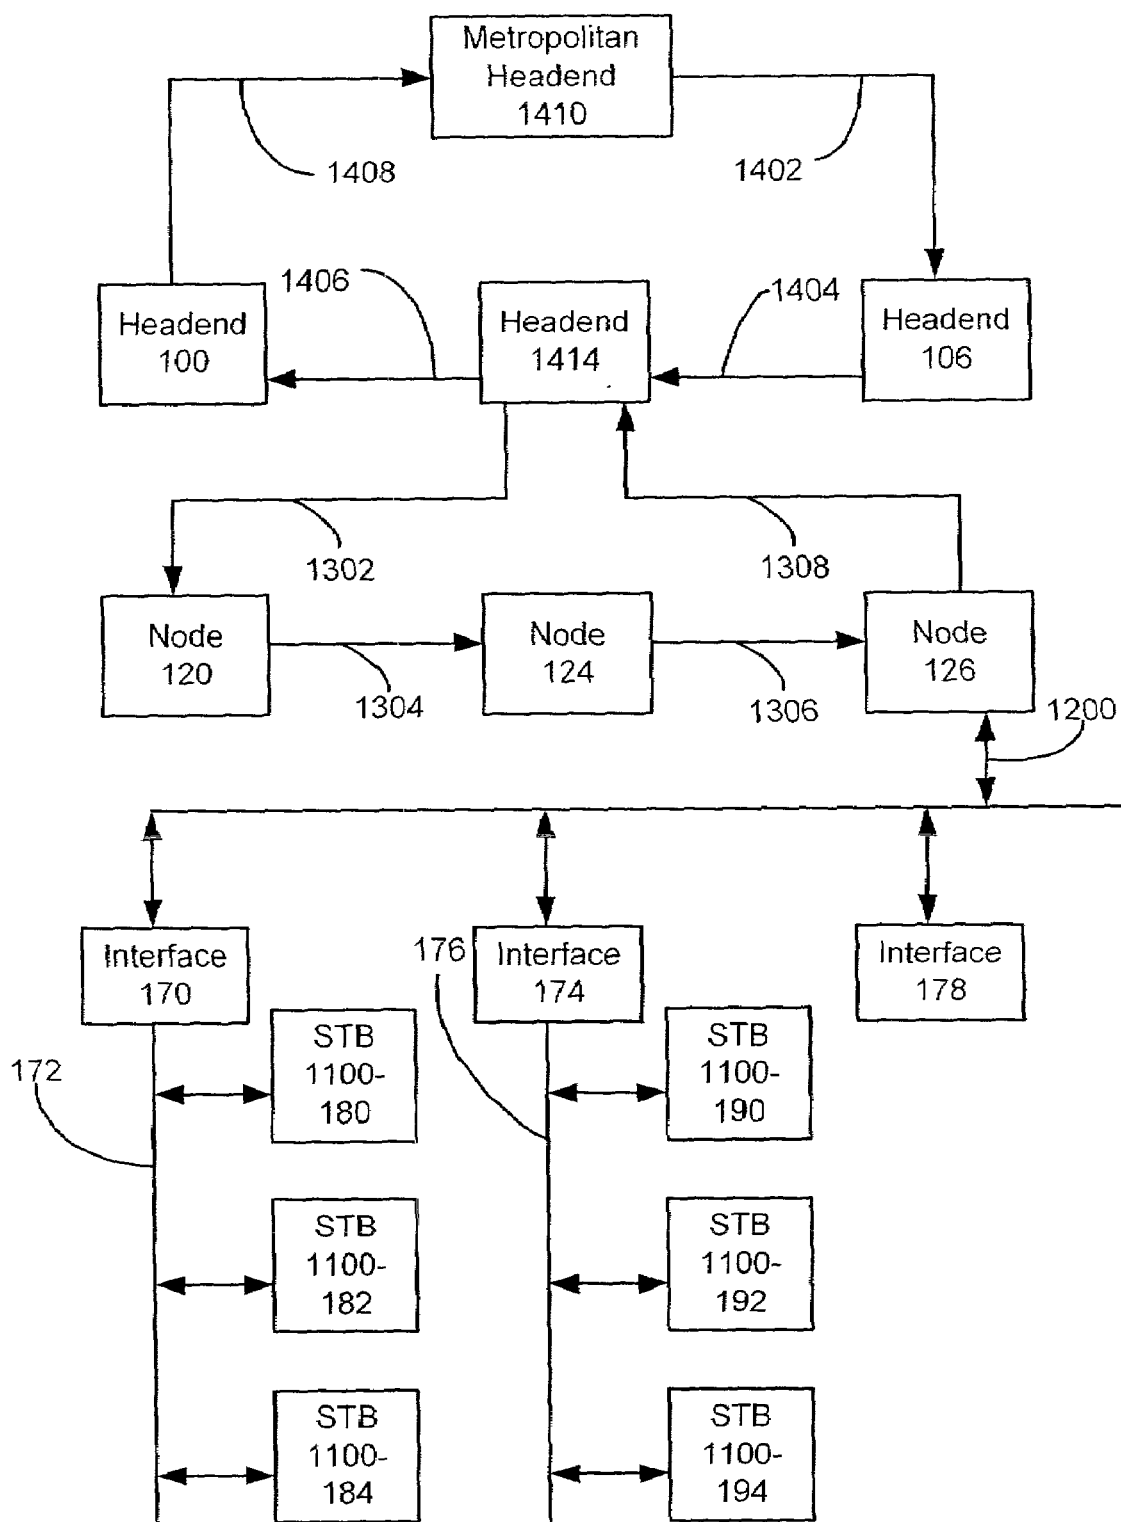 Metropolitan
Headend
1410
1408
1402
1406
1404
Headend
100
Headend
1414
Headend
106
1302
1308
Node
120
Node
124
Node
126
1304
1306
1200
Interface
170
176
Interface
174
Interface
178
172
STB
1100-
180
STB
1100-
190
STB
1100-
182
STB
1100-
192
STB
1100-
184
STB
1100-
194